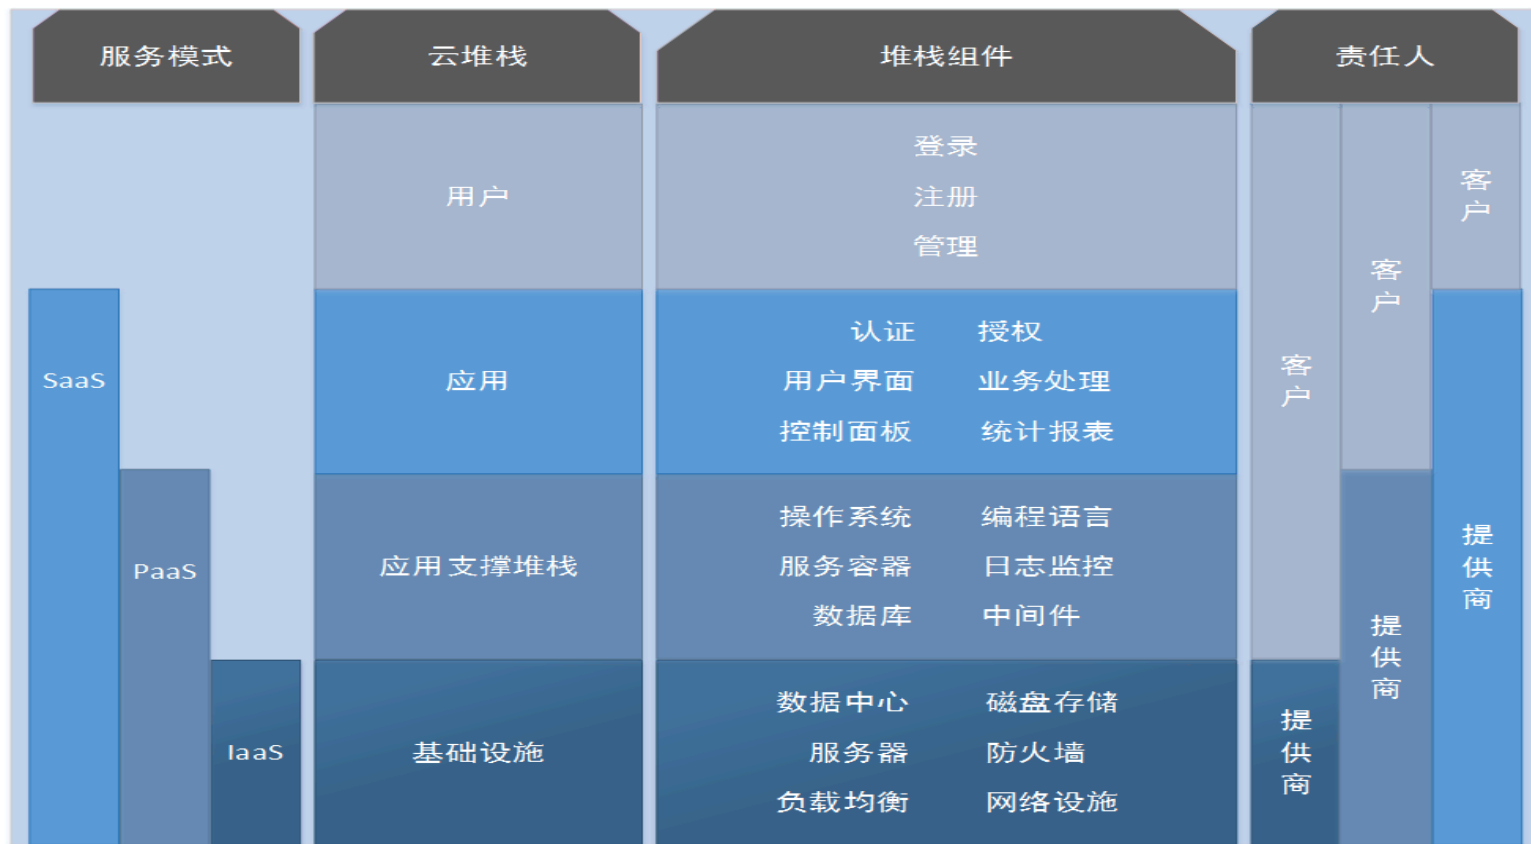 服务模式
云堆栈
堆栈组件
责任人
用户
登录
注册
管理
客户
客户
客户
SaaS
应用
认证 授权
用户界面 业务处理
控制面板 统计报表
提供商
PaaS
应用支撑堆栈
操作系统 编程语言
服务容器 日志监控
数据库 中间件
提供商
IaaS
基础设施
数据中心 磁盘存储
服务器 防火墙
负载均衡 网络设施
提供商